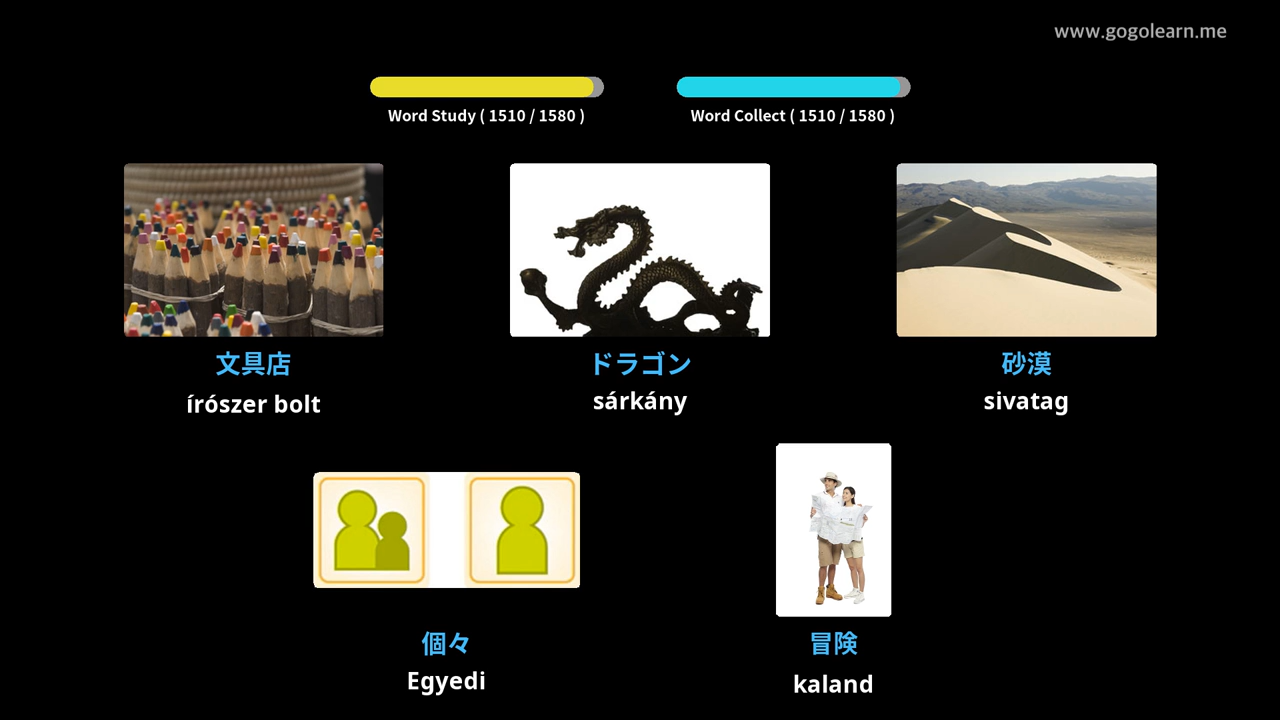 www.gogolearn.me
Word Study ( 1510 / 1580 )
Word Collect ( 1510 / 1580 )
文具店
írószer bolt
ドラゴン
sárkány
砂漠
sivatag
個々
Egyedi
冒険
kaland